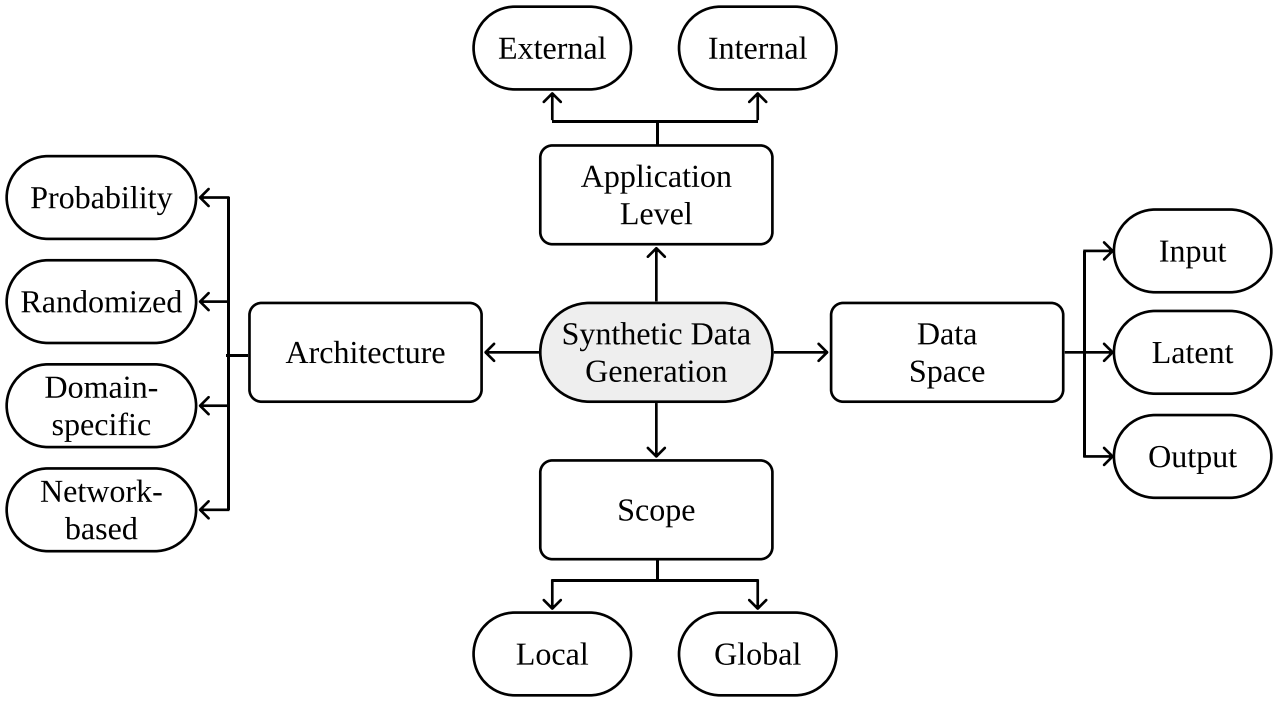 External
Internal
Application
Level
Probability
Randomized
Domain-
specific
Network-
based
Architecture
Synthetic Data
Generation
Data
Space
Input
Latent
Output
Scope
Local
Global